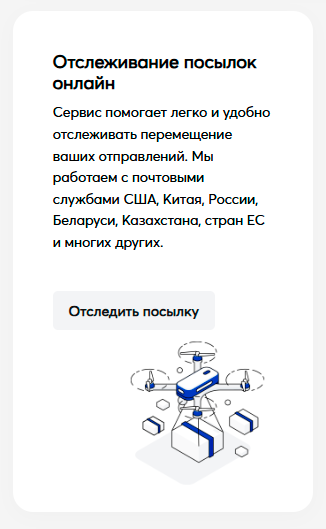 Отслеживание посылок
онлайн
Сервис помогает легко и удобно
отслеживать перемещение
ваших отправлений. Мы
работаем с почтовыми
службами США, Китая, России,
Беларуси, Казахстана, стран ЕС
и многих других.
Отследить посылку